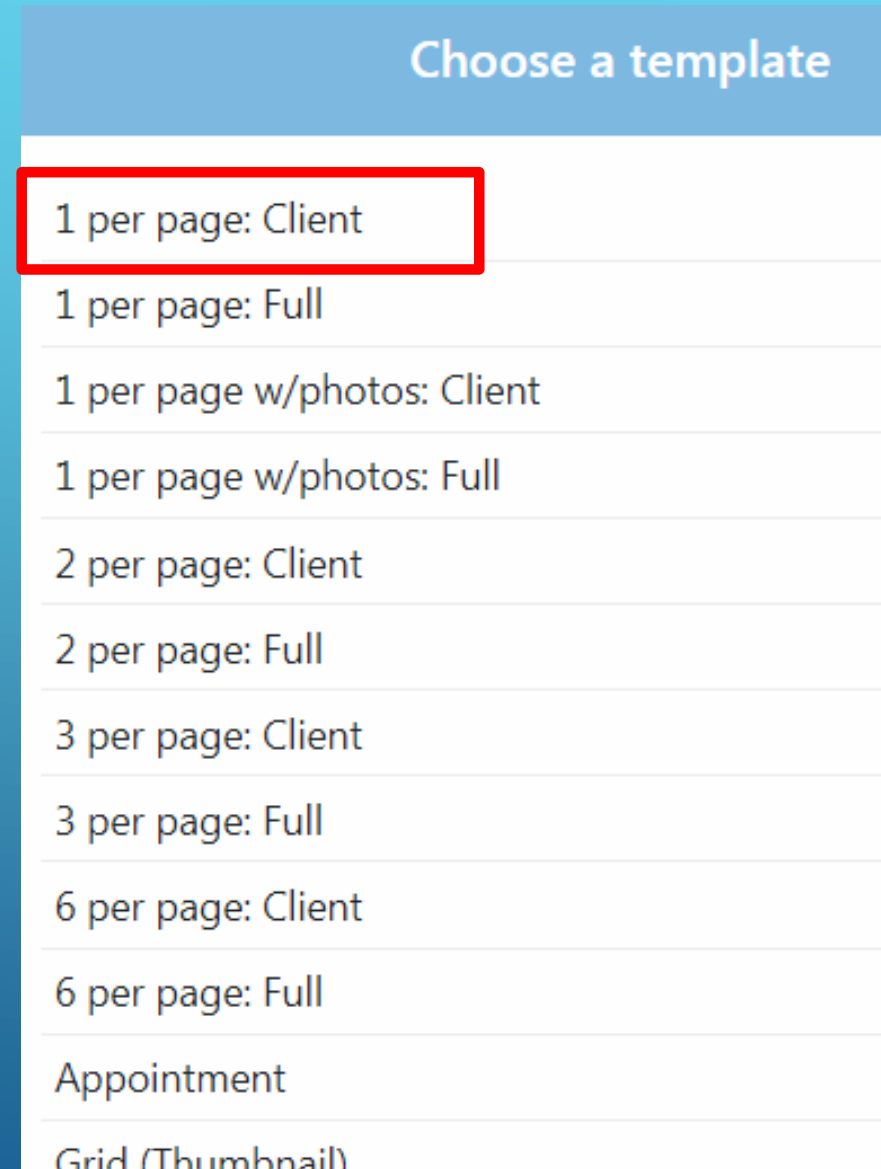 Choose a template
1 per page: Client
1 per page: Full
1 per page w/photos: Client
1 per page w/photos: Full
2 per page: Client
2 per page: Full
3 per page: Client
3 per page: Full
6 per page: Client
6 per page: Full
Appointment
Grid (Thumbnail)